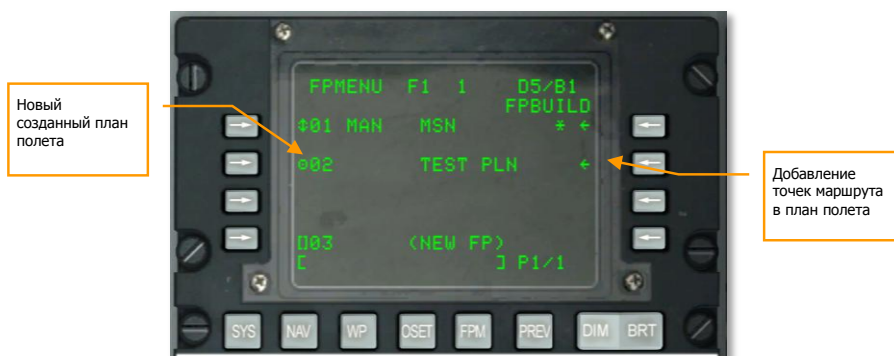 Новый
созданный план
полета
FPMENU F1 1 D5/B1
FPBUILD
↕01 MAN MSN * ←
⊙02 TEST PLN ←
[]03 (NEW FP)
[ ] P1/1
Добавление
точек маршрута
в план полета
SYS NAV WP OSET FPM PREV DIM BRT